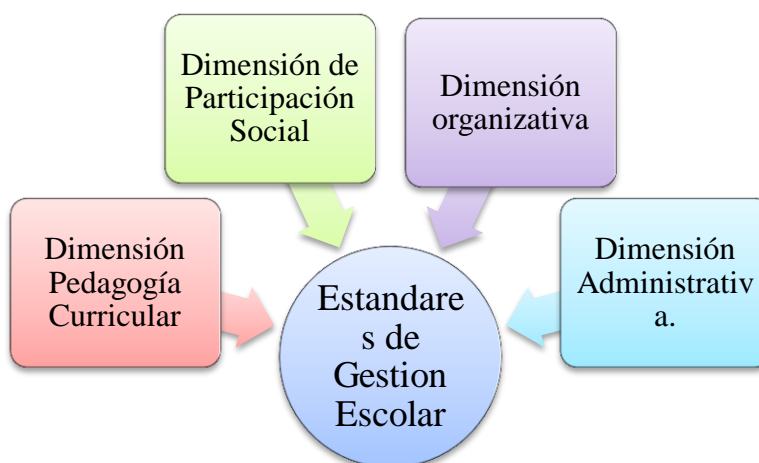 Dimensión de
Participación
Social
Dimensión
organizativa
Dimensión
Pedagogía
Curricular
Dimensión
Administrativ
a.
Estandare
s de
Gestion
Escolar